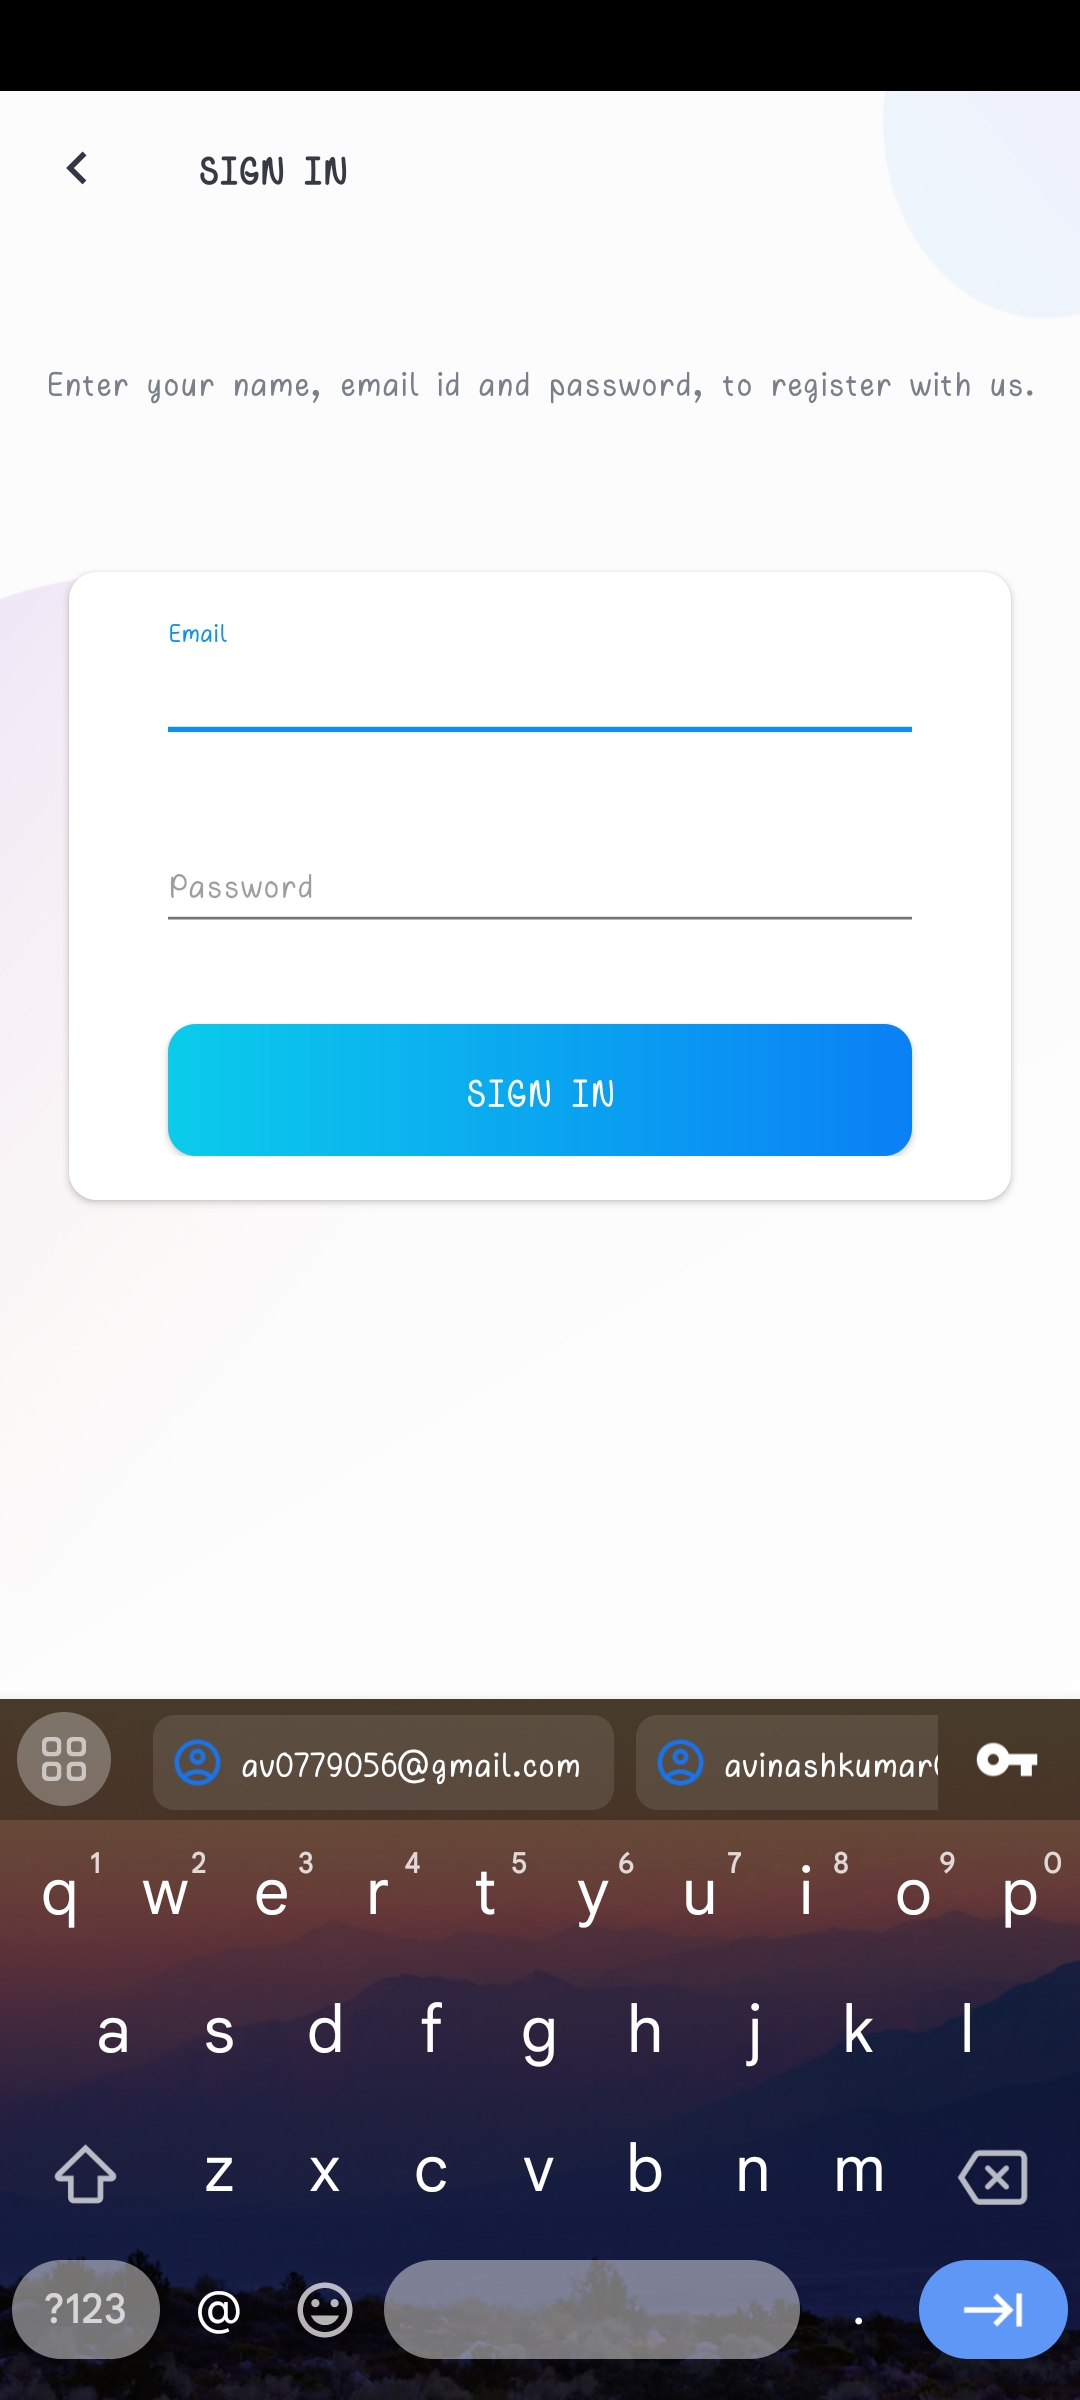 SIGN IN
Enter your name, email id and password, to register with us.
Email
Password
SIGN IN
av0779056@gmail.com avinashkumar
1 2 3 4 5 6 7 8 9 0
q w e r t y u i o p
a s d f g h j k l
z x c v b n m
?123 @ .